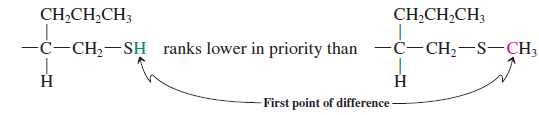 CH₂CH₂CH₃ CH₂CH₂CH₃
—C—CH₂—SH ranks lower in priority than —C—CH₂—S—CH₃
H H
First point of difference